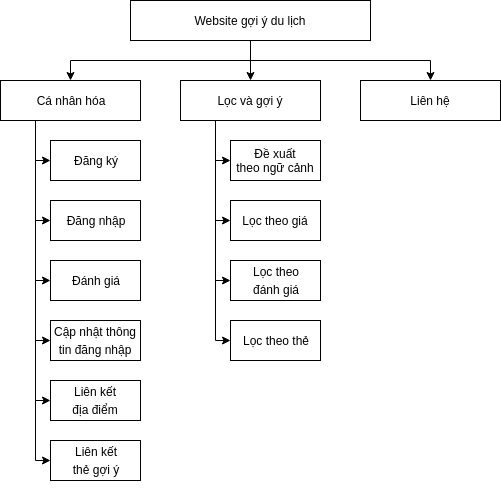 Website gợi ý du lịch
Cá nhân hóa
Lọc và gợi ý
Liên hệ
Đăng ký
Đăng nhập
Đánh giá
Cập nhật thông
tin đăng nhập
Liên kết
địa điểm
Liên kết
thẻ gợi ý
Đề xuất
theo ngữ cảnh
Lọc theo giá
Lọc theo
đánh giá
Lọc theo thẻ